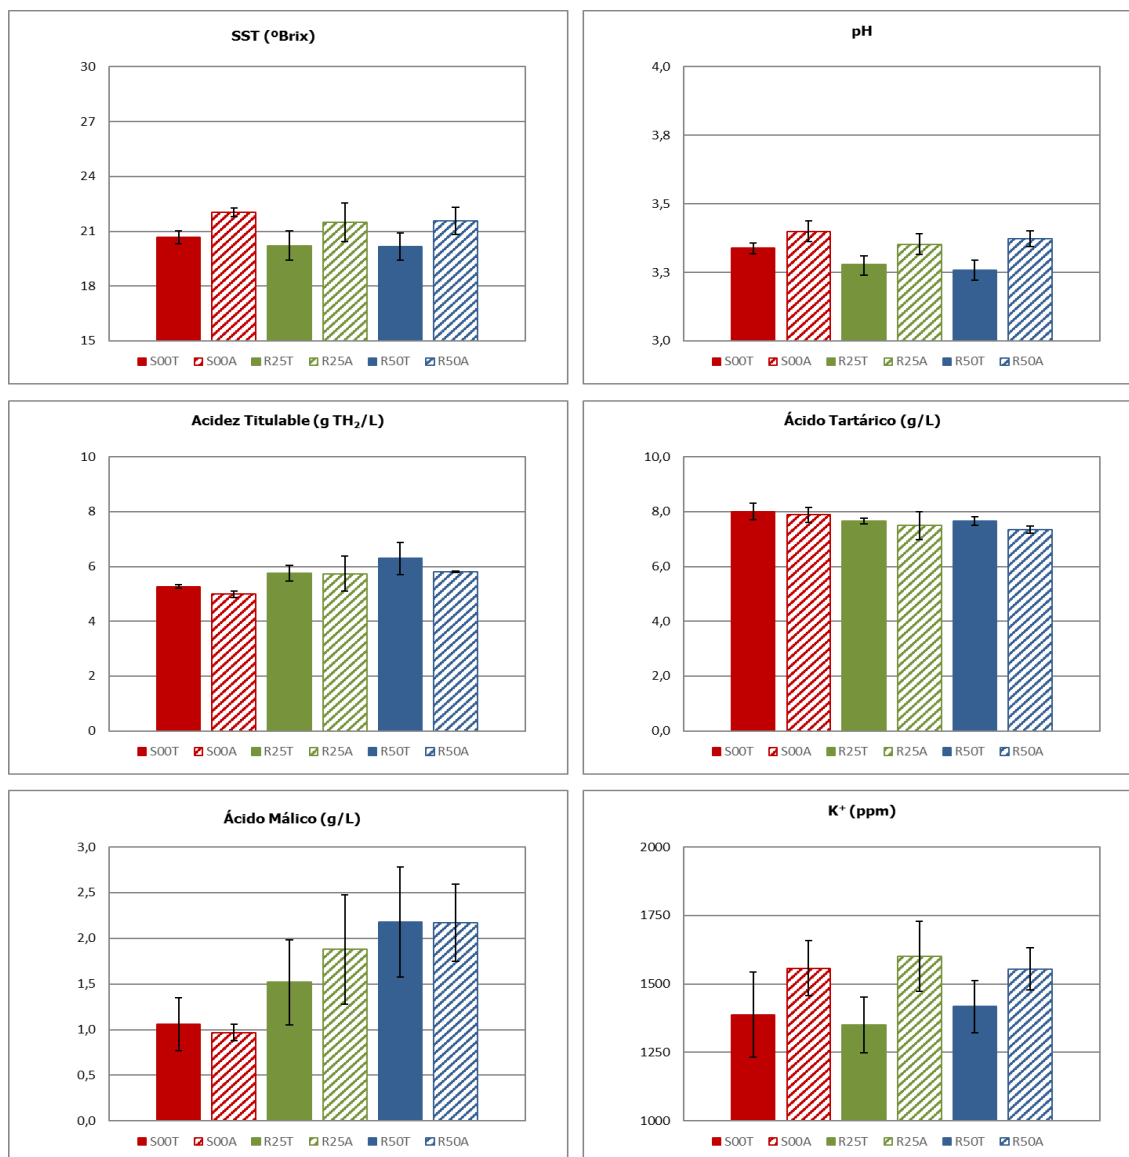 SST (ºBrix)
30
27
24
21
18
15
S00T S00A R25T R25A R50T R50A
pH
4,0
3,8
3,5
3,3
3,0
S00T S00A R25T R25A R50T R50A
Acidez Titulable (g TH₂/L)
10
8
6
4
2
0
S00T S00A R25T R25A R50T R50A
Ácido Tartárico (g/L)
10,0
8,0
6,0
4,0
2,0
0,0
S00T S00A R25T R25A R50T R50A
Ácido Málico (g/L)
3,0
2,5
2,0
1,5
1,0
0,5
0,0
S00T S00A R25T R25A R50T R50A
K⁺ (ppm)
2000
1750
1500
1250
1000
S00T S00A R25T R25A R50T R50A